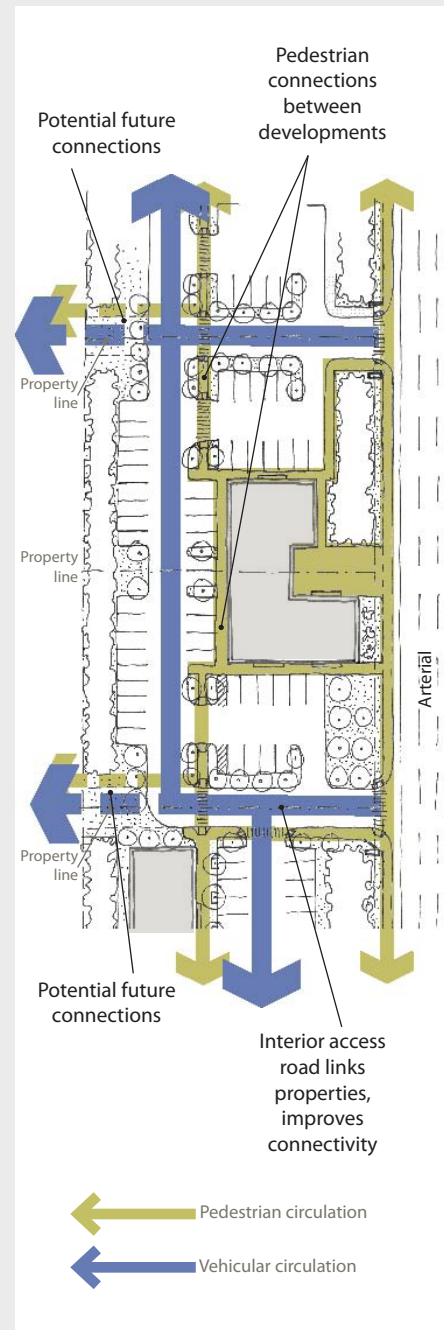 Pedestrian
connections
between
developments
Potential future
connections
Property
line
Property
line
Arterial
Property
line
Potential future
connections
Interior access
road links
properties,
improves
connectivity
Pedestrian circulation
Vehicular circulation